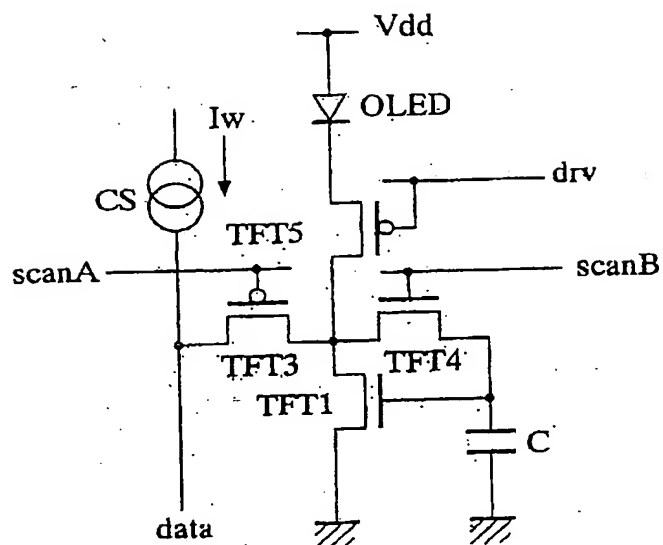 Vdd
OLED
Iw
CS
drv
TFT5
scanA
scanB
TFT3
TFT4
TFT1
C
data